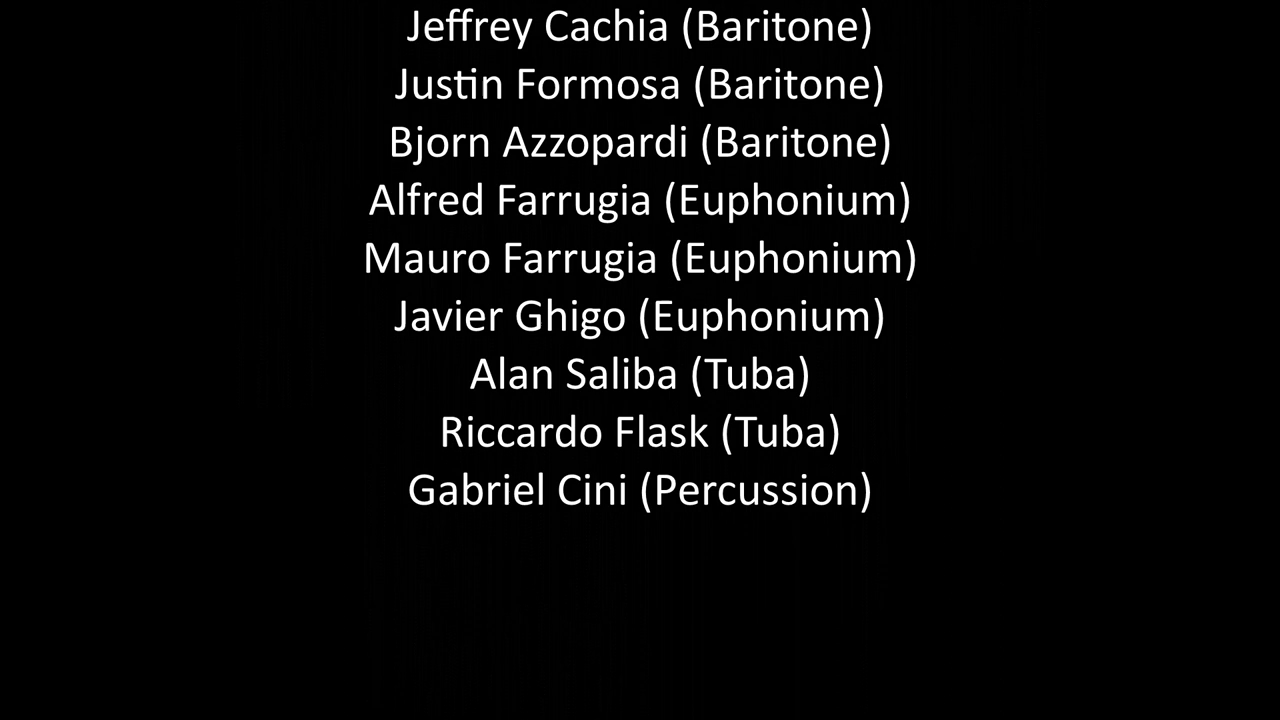 Jeffrey Cachia (Baritone)
Justin Formosa (Baritone)
Bjorn Azzopardi (Baritone)
Alfred Farrugia (Euphonium)
Mauro Farrugia (Euphonium)
Javier Ghigo (Euphonium)
Alan Saliba (Tuba)
Riccardo Flask (Tuba)
Gabriel Cini (Percussion)